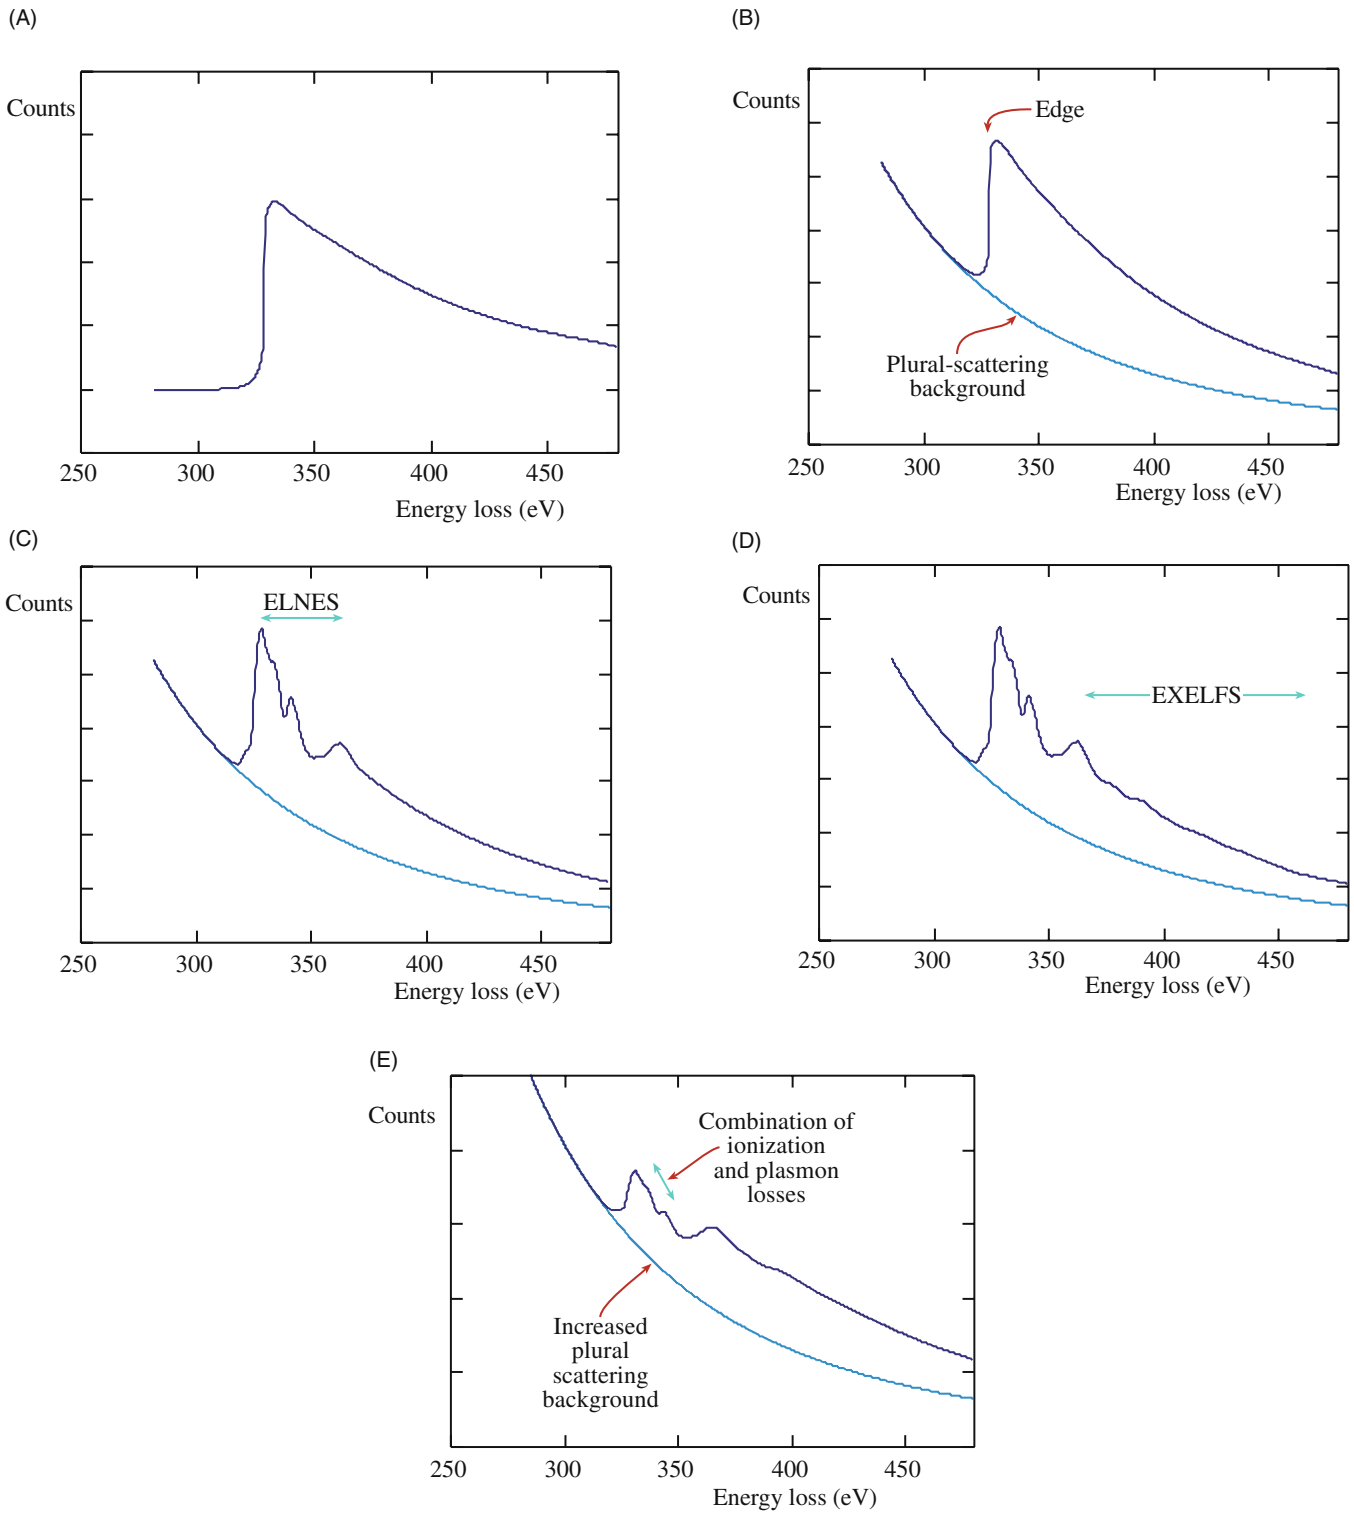 (A)
Counts
250 300 350 400 450
Energy loss (eV)
(B)
Counts
Edge
Plural-scattering
background
250 300 350 400 450
Energy loss (eV)
(C)
Counts
ELNES
250 300 350 400 450
Energy loss (eV)
(D)
Counts
EXELFS
250 300 350 400 450
Energy loss (eV)
(E)
Counts
Combination of
ionization
and plasmon
losses
Increased
plural
scattering
background
250 300 350 400 450
Energy loss (eV)